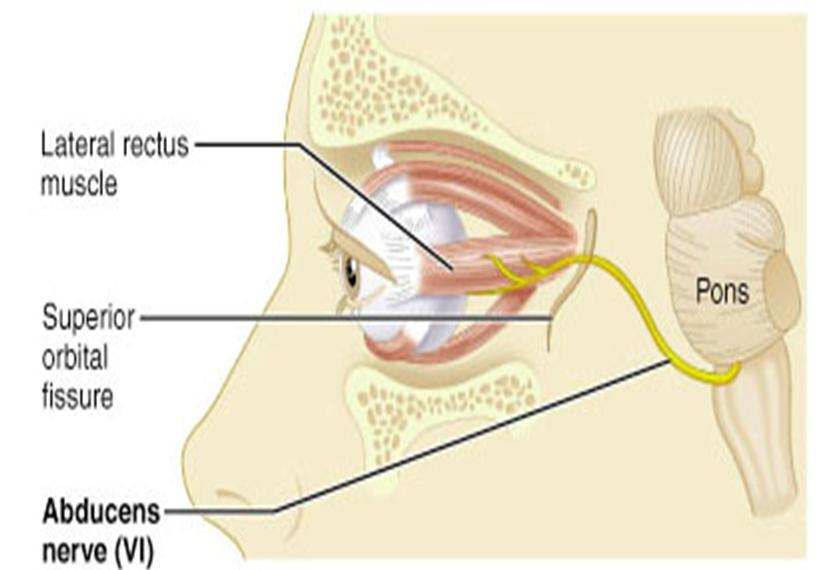 Lateral rectus
muscle
Superior
orbital
fissure
Pons
Abducens
nerve (VI)